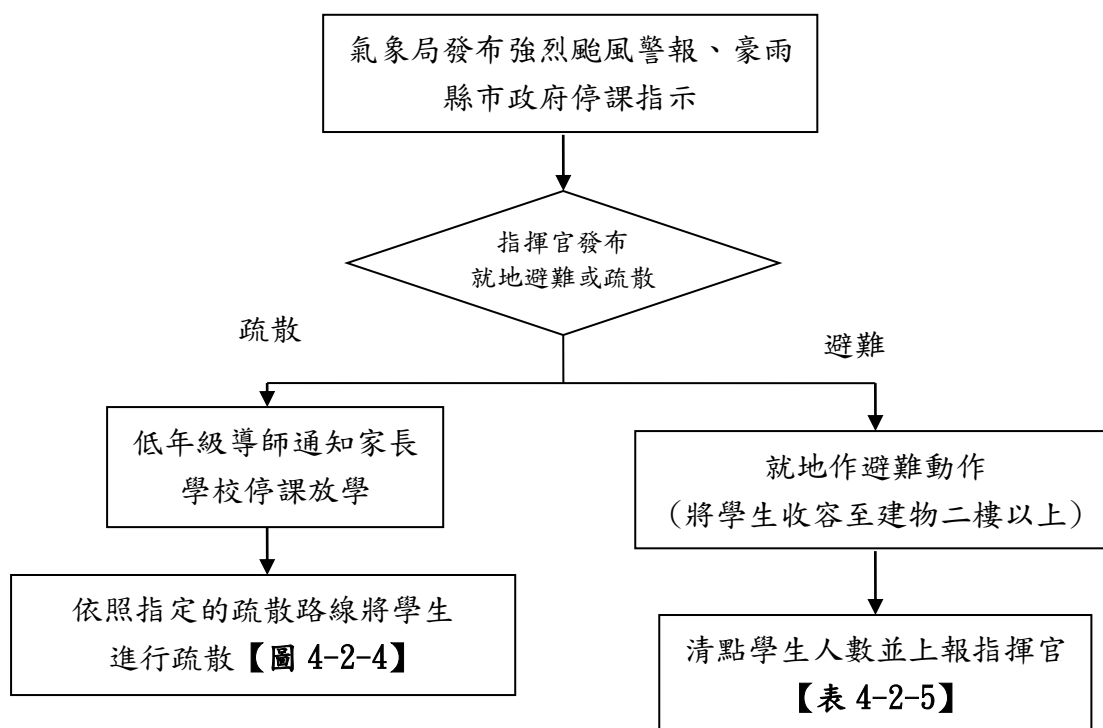 氣象局發布強烈颱風警報、豪雨
縣市政府停課指示
指揮官發布
就地避難或疏散
疏散
避難
低年級導師通知家長
學校停課放學
就地作避難動作
(將學生收容至建物二樓以上)
依照指定的疏散路線將學生
進行疏散【圖 4-2-4】
清點學生人數並上報指揮官
【表 4-2-5】